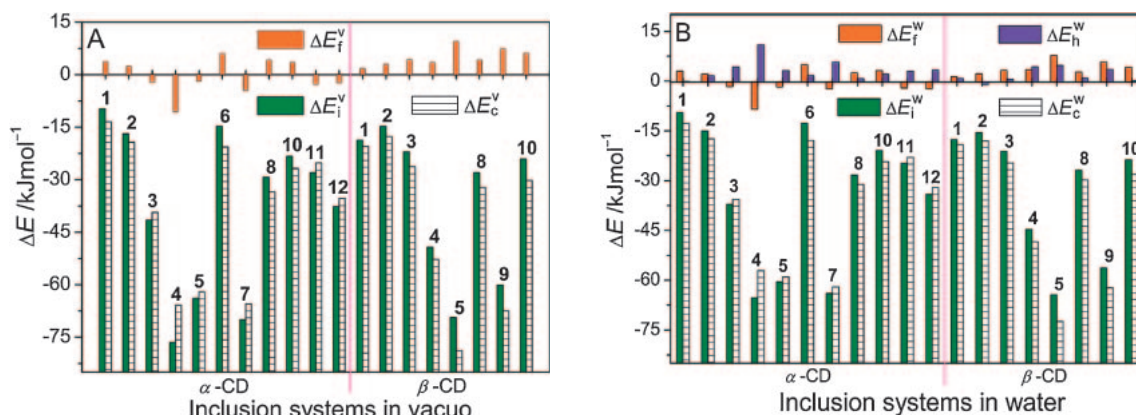 A
ΔE_f^v
ΔE_i^v
ΔE_c^v
15
0
-15
-30
-45
-60
-75
ΔE /kJmol⁻¹
1 2 3 4 5 6 7 8 10 11 12 1 2 3 4 5 8 9 10
α-CD β-CD
Inclusion systems in vacuo
B
ΔE_f^w ΔE_h^w
ΔE_i^w ΔE_c^w
15
0
-15
-30
-45
-60
-75
ΔE /kJmol⁻¹
1 2 3 4 5 6 7 8 10 11 12 1 2 3 4 5 8 9 10
α-CD β-CD
Inclusion systems in water